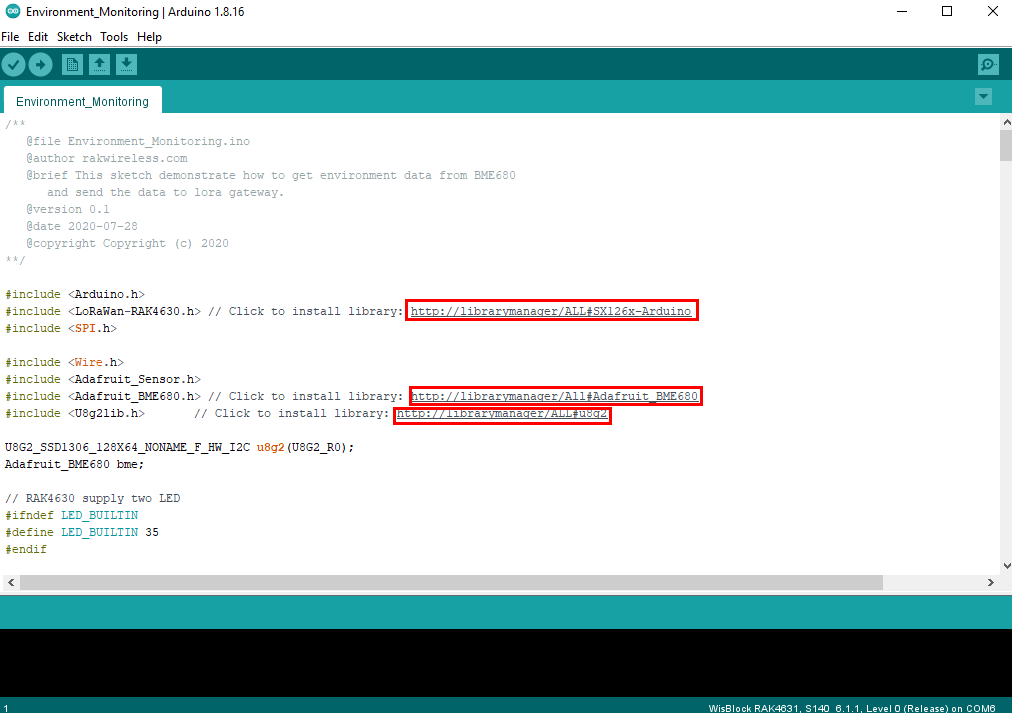 Environment_Monitoring | Arduino 1.8.16
File Edit Sketch Tools Help
Environment_Monitoring
/**
@file Environment_Monitoring.ino
@author rakwireless.com
@brief This sketch demonstrate how to get environment data from BME680
and send the data to lora gateway.
@version 0.1
@date 2020-07-28
@copyright Copyright (c) 2020
**/
#include <Arduino.h>
#include <LoRaWan-RAK4630.h> // Click to install library: http://librarymanager/ALL#SX126x-Arduino
#include <SPI.h>
#include <Wire.h>
#include <Adafruit_Sensor.h>
#include <Adafruit_BME680.h> // Click to install library: http://librarymanager/All#Adafruit_BME680
#include <U8g2lib.h> // Click to install library: http://librarymanager/ALL#u8g2
U8G2_SSD1306_128X64_NONAME_F_HW_I2C u8g2(U8G2_R0);
Adafruit_BME680 bme;
// RAK4630 supply two LED
#ifndef LED_BUILTIN
#define LED_BUILTIN 35
#endif
1 WisBlock RAK4631, S140 6.1.1, Level 0 (Release) on COM6